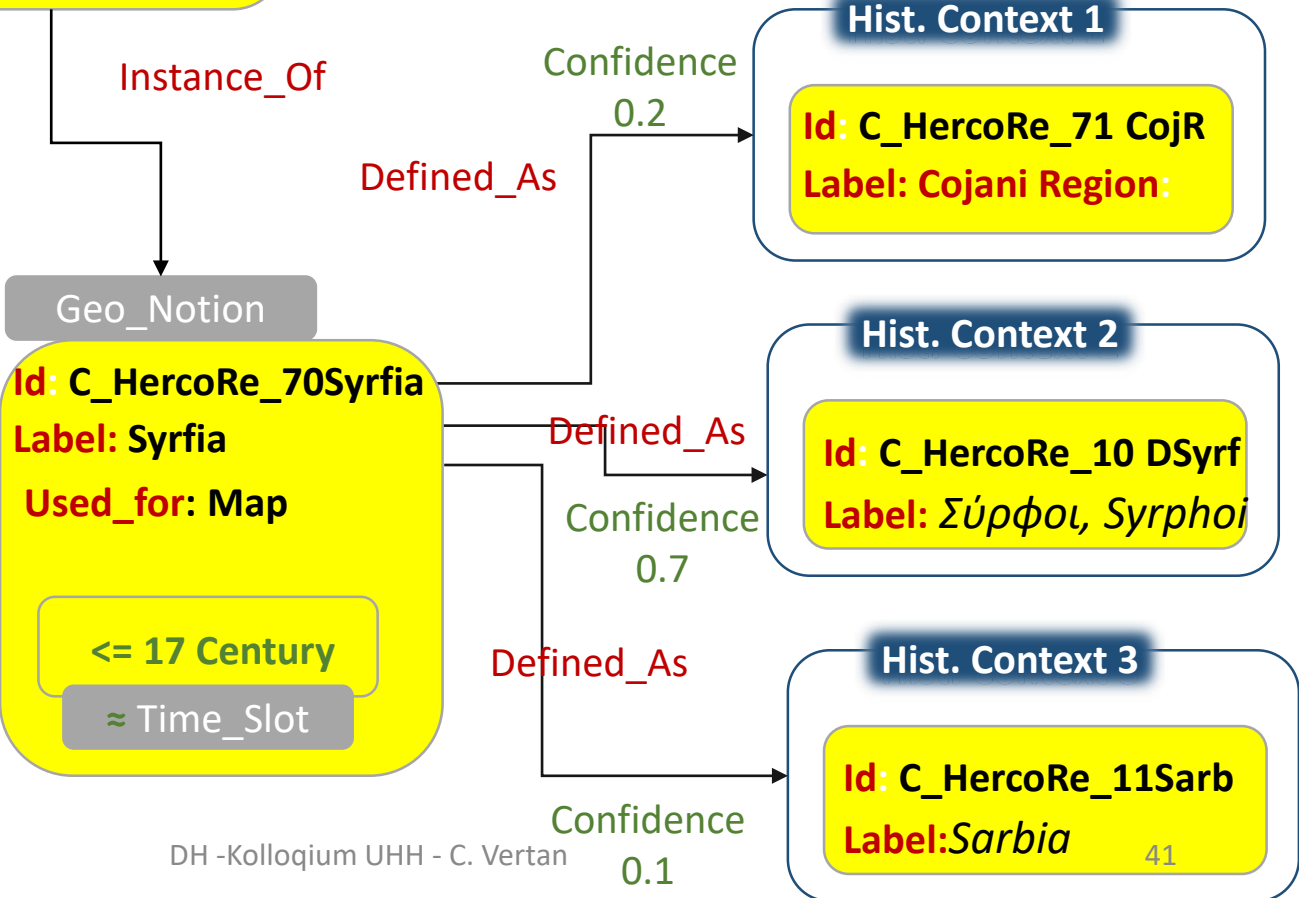 Instance_Of
Defined_As
Confidence
0.2
Hist. Context 1
Id: C_HercoRe_71 CojR
Label: Cojani Region:
Geo_Notion
Id: C_HercoRe_70Syrfia
Label: Syrfia
Used_for: Map
<= 17 Century
≈ Time_Slot
Defined_As
Confidence
0.7
Hist. Context 2
Id: C_HercoRe_10 DSyrf
Label: Σύρφοι, Syrphoi
Defined_As
Confidence
0.1
Hist. Context 3
Id: C_HercoRe_11Sarb
Label:Sarbia
DH -Kolloqium UHH - C. Vertan
41